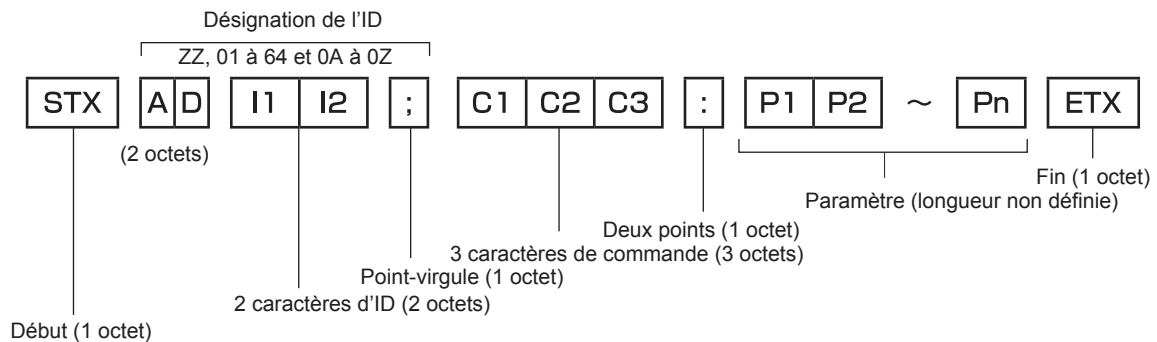 Désignation de l'ID
ZZ, 01 à 64 et 0A à 0Z
STX A D I1 I2 ; C1 C2 C3 : P1 P2 ～ Pn ETX
(2 octets)
Fin (1 octet)
Paramètre (longueur non définie)
Deux points (1 octet)
3 caractères de commande (3 octets)
Point-virgule (1 octet)
2 caractères d'ID (2 octets)
Début (1 octet)